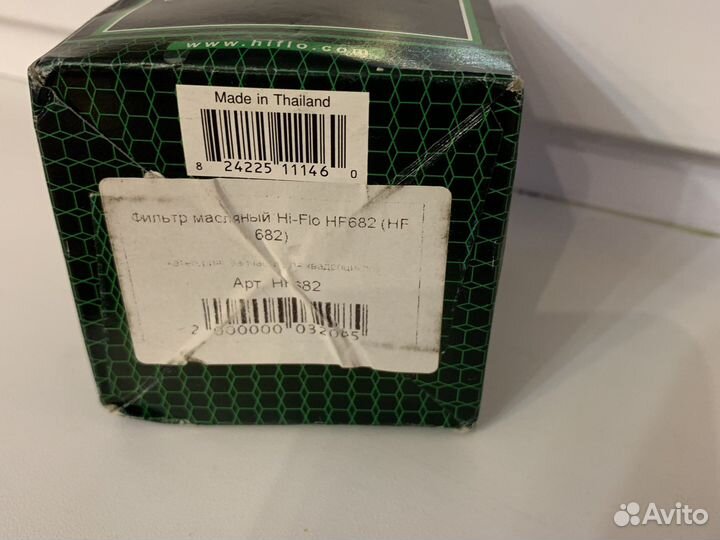 www.hiflo.com
Made in Thailand
8 24225 11146 0
Фильтр масляный Hi-Flo HF682 (HF
682)
Арт. HF682
2 000000 032065
Avito